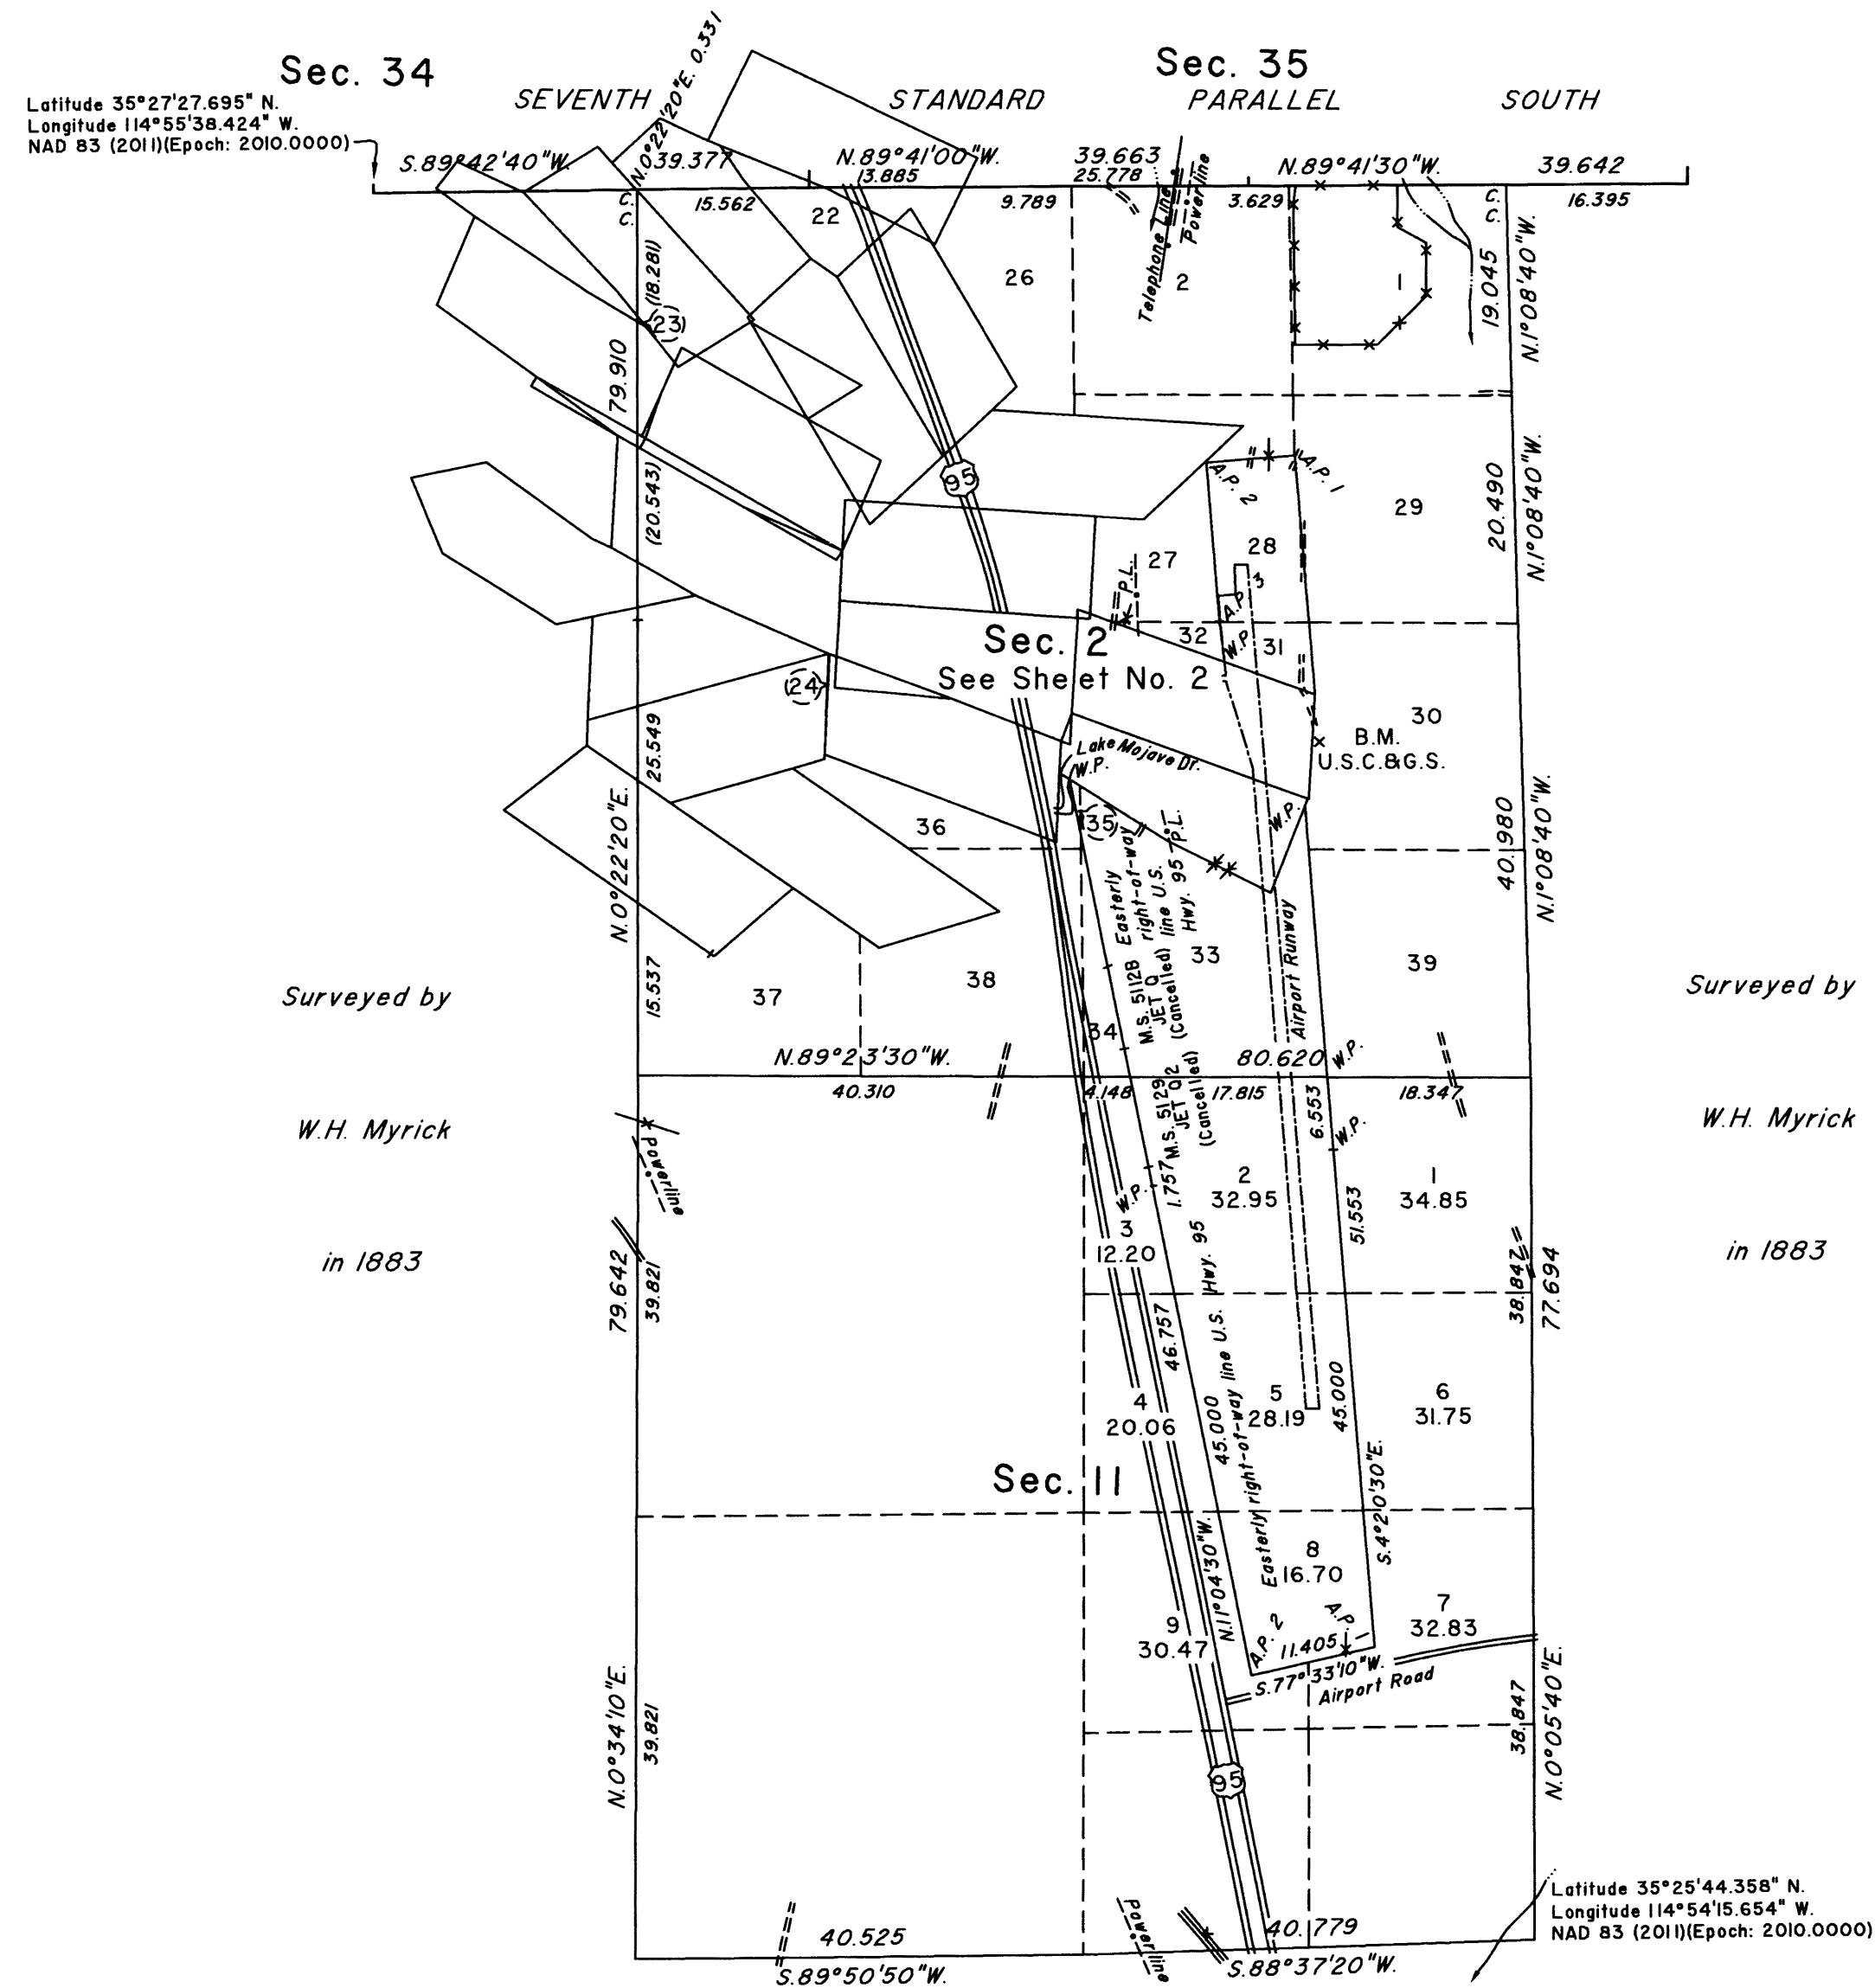 Sec. 34
Sec. 35
Latitude 35°27'27.695" N.
Longitude 114°55'38.424" W.
NAD 83 (2011)(Epoch: 2010.0000)
SEVENTH STANDARD PARALLEL SOUTH
N.0°22'20"E. 0.331
S.89°42'40"W.
39.377
N.89°41'00"W.
13.885
39.663
25.778
N.89°41'30"W.
39.642
C.
C.
15.562
22
9.789
Telephone Line
Powerline
3.629
C.
C.
16.395
(18.281)
23
26
2
1
19.045
N.1°08'40"W.
79.910
95
(20.543)
A.P. 2
A.P. 1
29
20.490
N.1°08'40"W.
27
28
P.L.
A.P. 3
Sec. 2
See Sheet No. 2
32
W.P.
31
24
25.549
30
B.M.
U.S.C.&G.S.
Lake Mojave Dr.
W.P.
W.P.
N.0°22'20"E.
36
35
40.980
N.1°08'40"W.
Easterly
right-of-way
line U.S.
Hwy. 95
P.L.
M.S. 5112B
JET Q
(Cancelled)
33
Airport Runway
39
Surveyed by
15.537
37
38
34
Surveyed by
N.89°23'30"W.
80.620
W.P.
40.310
4.148
17.815
18.347
M.S. 5129
JET Q 2
(Cancelled)
6.553
W.P.
W.H. Myrick
Powerline
1.757
W.P.
2
32.95
1
34.85
W.H. Myrick
in 1883
79.642
39.821
3
12.20
51.553
38.847
77.694
in 1883
46.757
45.000
Easterly right-of-way line U.S. Hwy. 95
4
20.06
5
28.19
45.000
6
31.75
Sec. 11
S.4°20'30"E.
N.11°04'30"W.
8
16.70
9
30.47
A.P. 2
11.405
A.P. 1
7
32.83
S.77°33'10"W.
Airport Road
N.0°34'10"E.
39.821
38.847
N.0°05'40"E.
95
Latitude 35°25'44.358" N.
Longitude 114°54'15.654" W.
NAD 83 (2011)(Epoch: 2010.0000)
40.525
Powerline
40.779
S.89°50'50"W.
S.88°37'20"W.